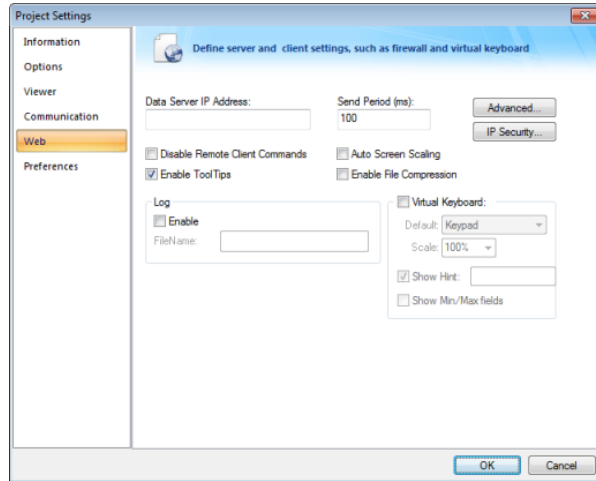 Project Settings
Information
Options
Viewer
Communication
Web
Preferences
Define server and client settings, such as firewall and virtual keyboard
Data Server IP Address:
Send Period (ms):
100
Advanced...
IP Security...
Disable Remote Client Commands
Auto Screen Scaling
Enable ToolTips
Enable File Compression
Log
Enable
FileName:
Virtual Keyboard:
Default: Keypad
Scale: 100%
Show Hint:
Show Min/Max fields
OK
Cancel